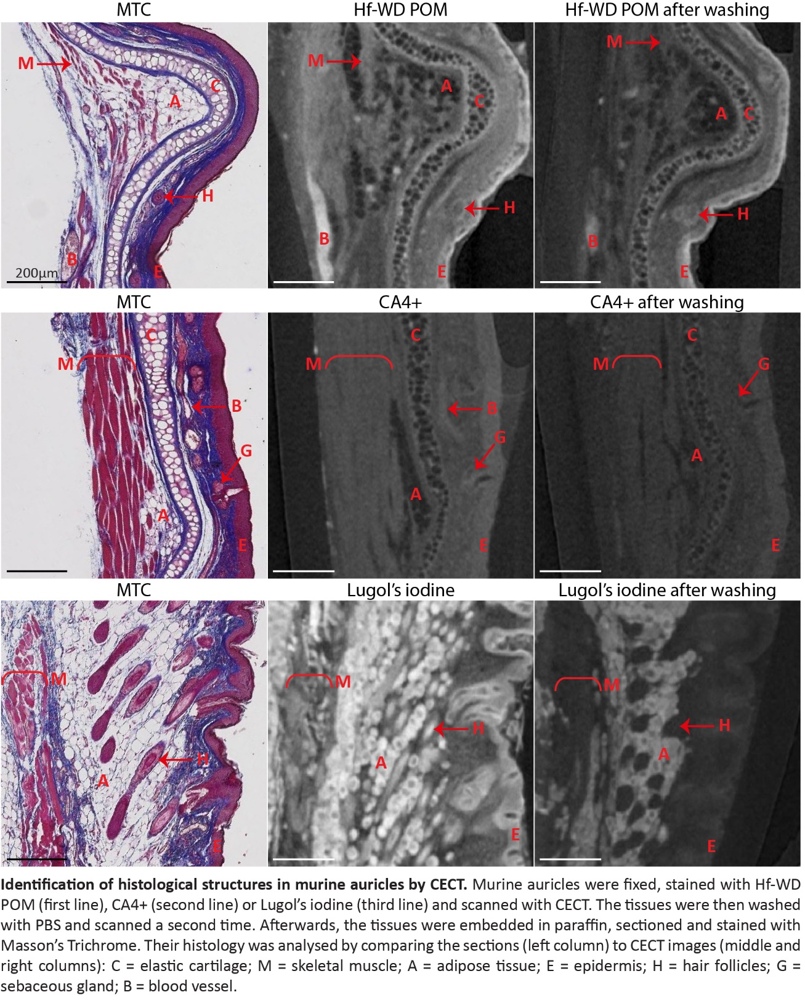 MTC Hf-WD POM Hf-WD POM after washing
M A C H B E 200µm
M A C H B E
M A C H B E
MTC CA4+ CA4+ after washing
C M B G A E
C M B G A E
C M G A E
MTC Lugol's iodine Lugol's iodine after washing
M H A E
M H A E
M H A E
Identification of histological structures in murine auricles by CECT. Murine auricles were fixed, stained with Hf-WD
POM (first line), CA4+ (second line) or Lugol's iodine (third line) and scanned with CECT. The tissues were then washed
with PBS and scanned a second time. Afterwards, the tissues were embedded in paraffin, sectioned and stained with
Masson's Trichrome. Their histology was analysed by comparing the sections (left column) to CECT images (middle and
right columns): C = elastic cartilage; M = skeletal muscle; A = adipose tissue; E = epidermis; H = hair follicles; G =
sebaceous gland; B = blood vessel.